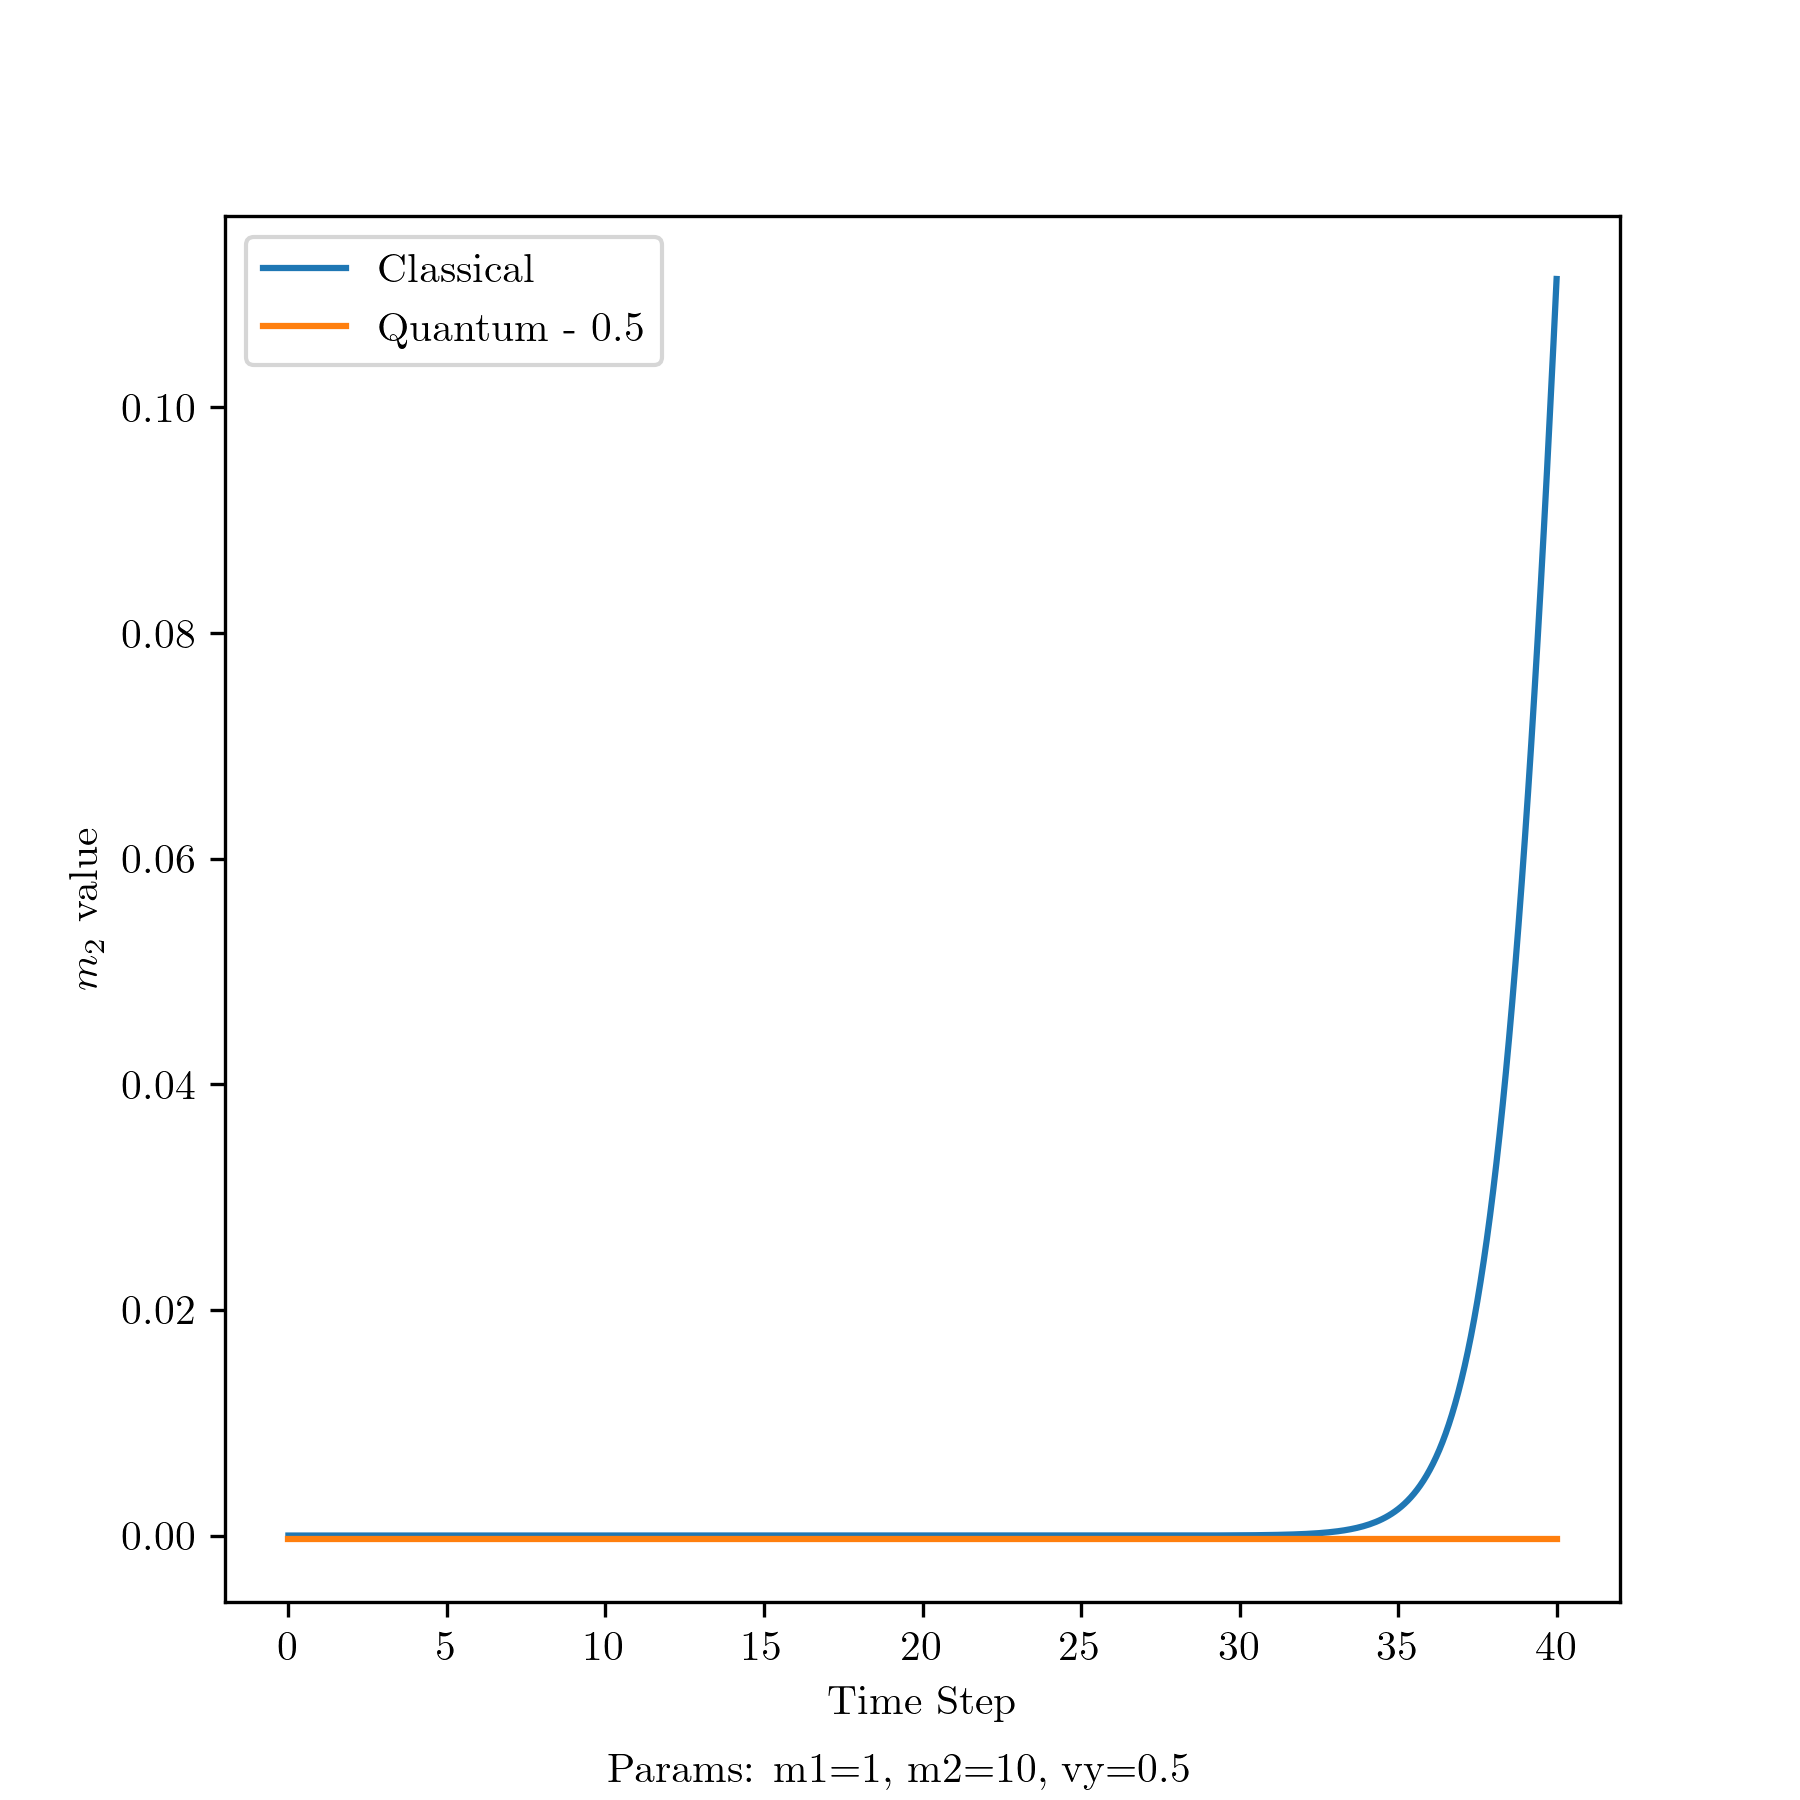 Classical
Quantum - 0.5
0.10
0.08
0.06
0.04
0.02
0.00
m₂ value
0 5 10 15 20 25 30 35 40
Time Step
Params: m1=1, m2=10, vy=0.5